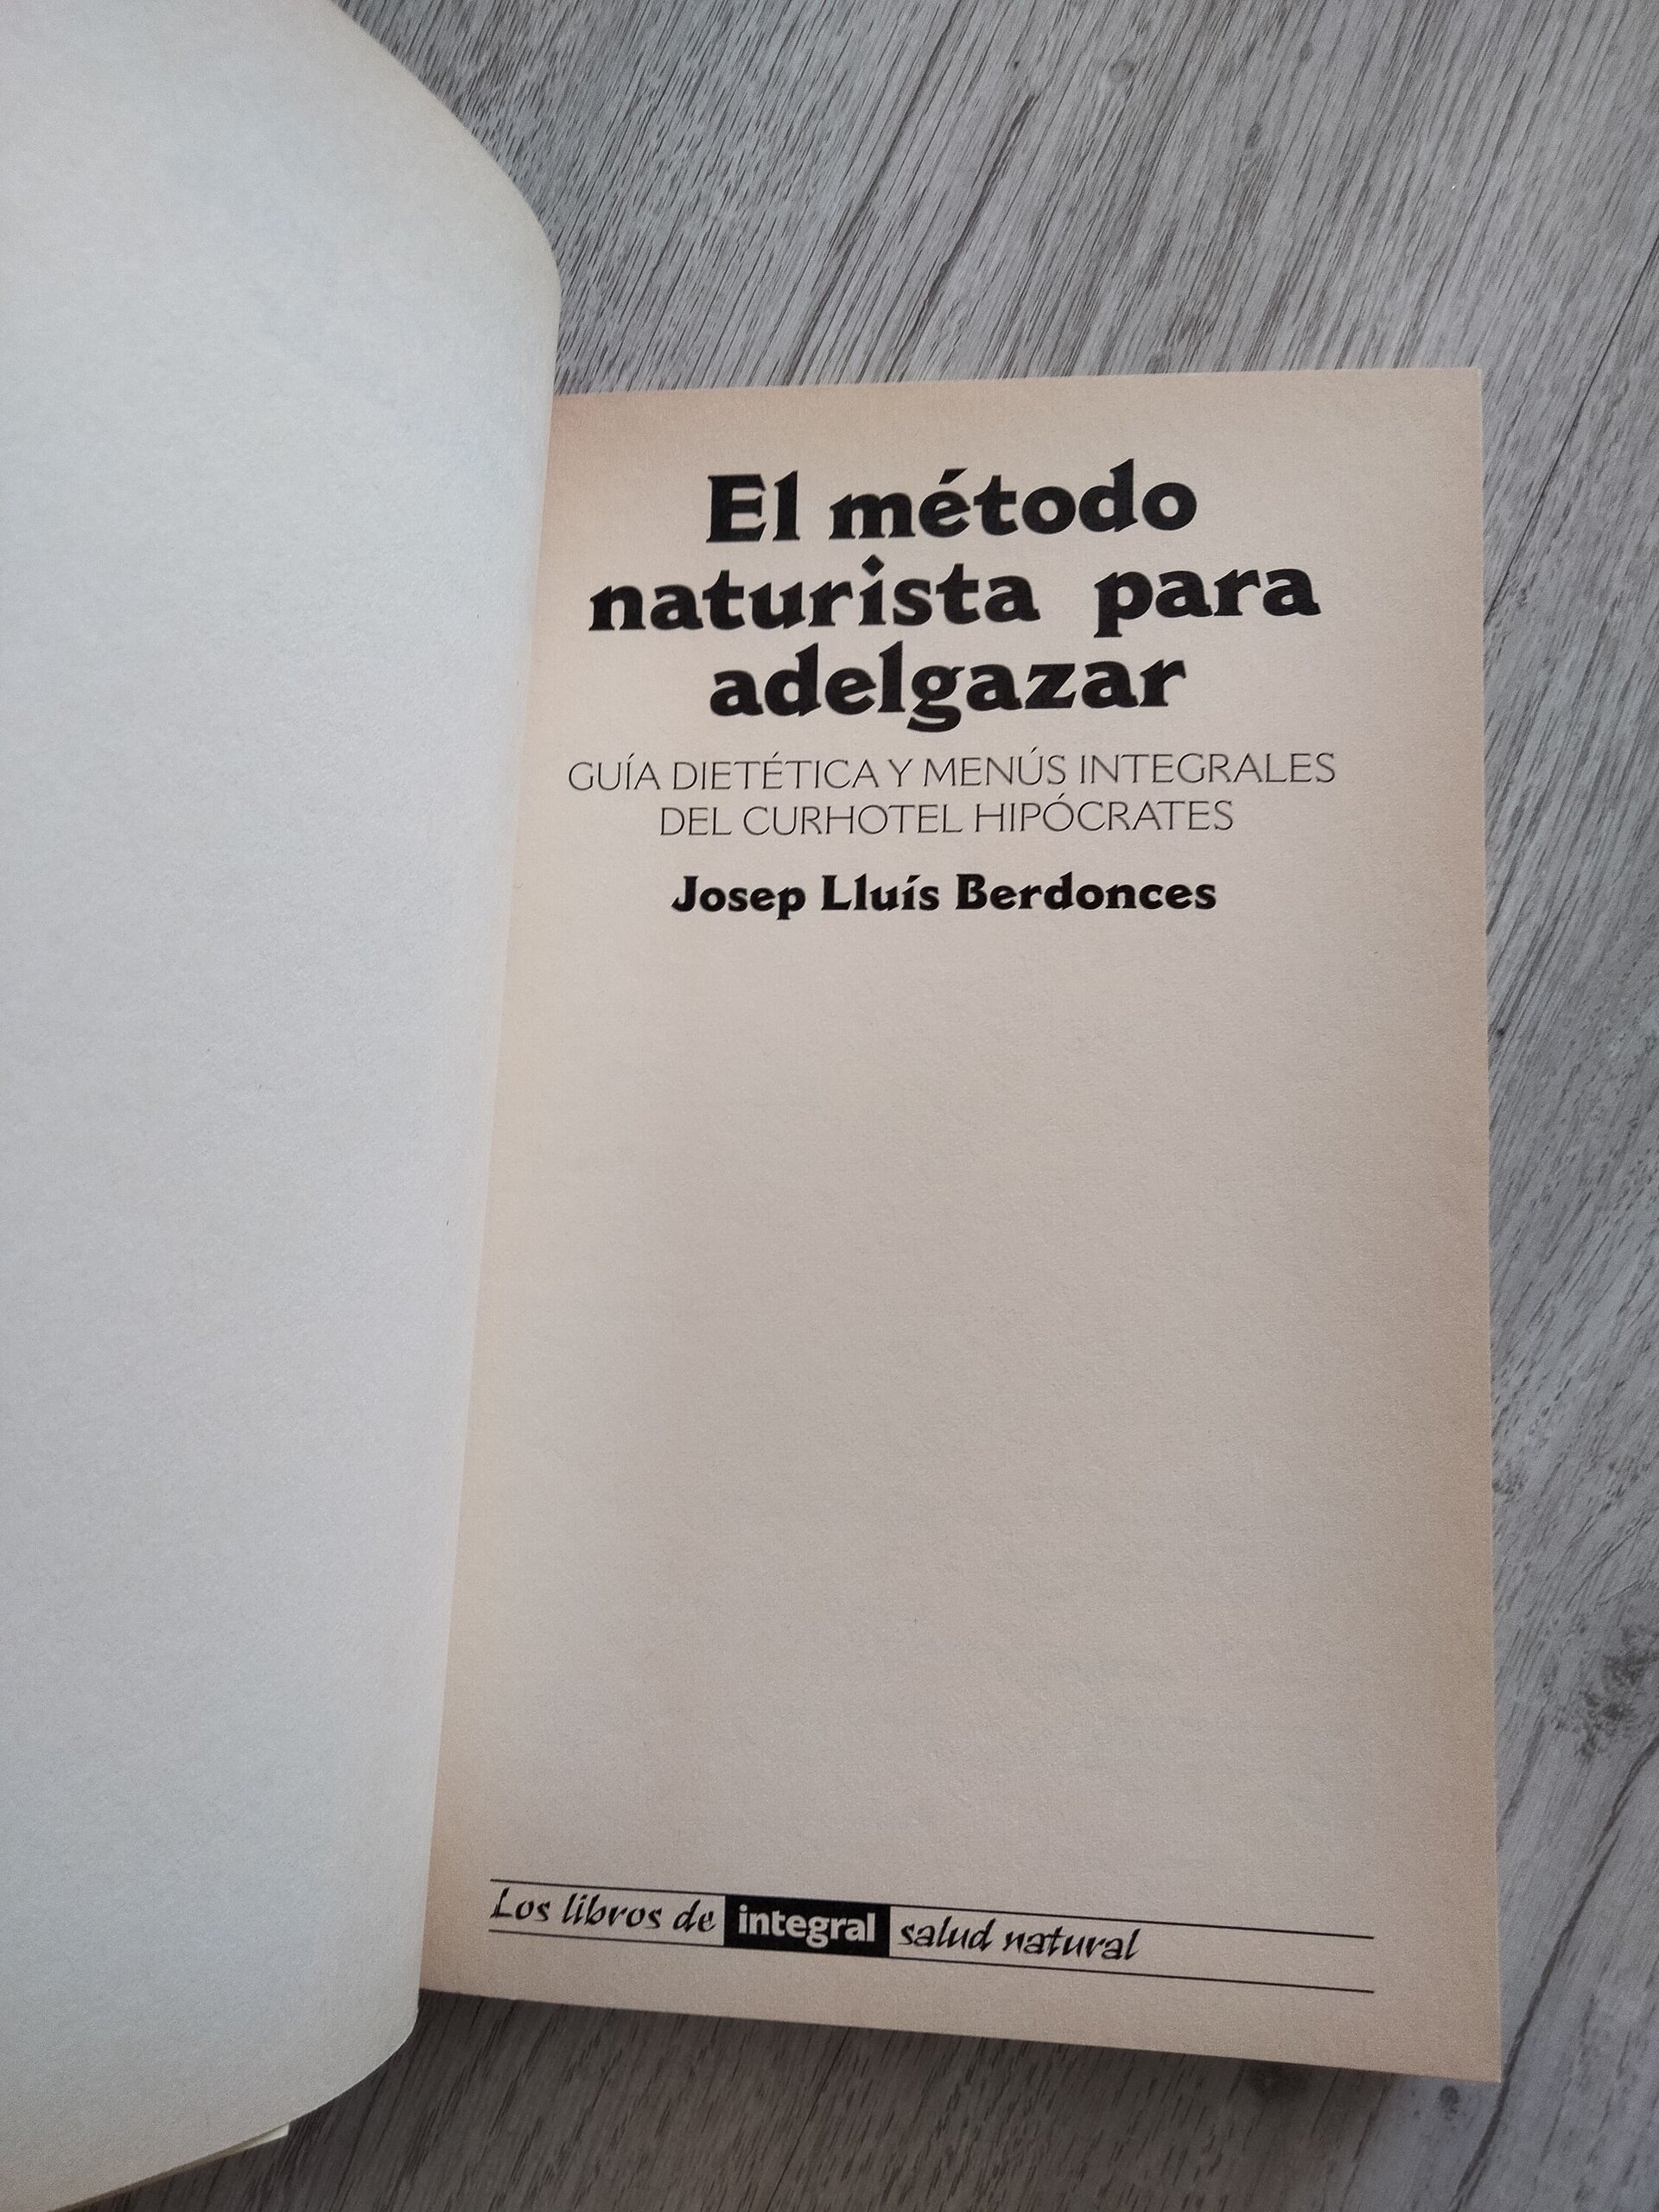 El método
naturista para
adelgazar
GUÍA DIETÉTICA Y MENÚS INTEGRALES
DEL CURHOTEL HIPÓCRATES
Josep Lluís Berdonces
Los libros de integral salud natural